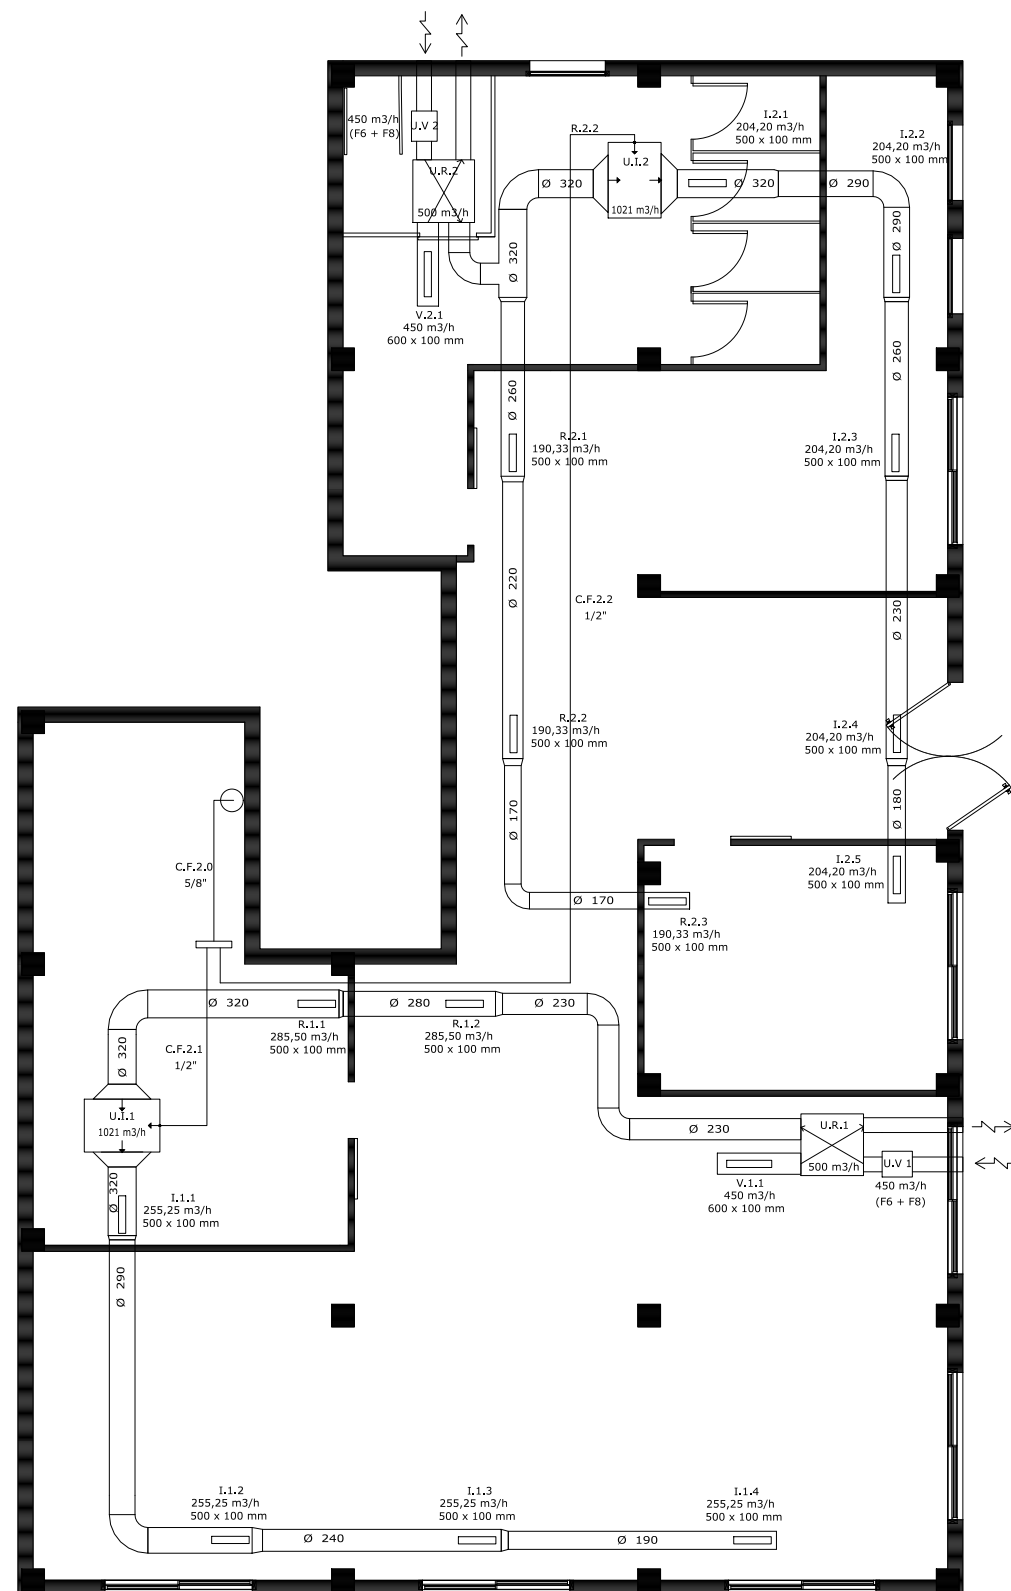 450 m3/h
(F6 + F8)
U.V 2
U.R.2
500 m3/h
V.2.1
450 m3/h
600 x 100 mm
R.2.2
U.I.2
1021 m3/h
Ø 320
Ø 320
Ø 320
I.2.1
204,20 m3/h
500 x 100 mm
I.2.2
204,20 m3/h
500 x 100 mm
Ø 290
Ø 290
Ø 260
Ø 260
R.2.1
190,33 m3/h
500 x 100 mm
I.2.3
204,20 m3/h
500 x 100 mm
Ø 220
C.F.2.2
1/2"
Ø 230
R.2.2
190,33 m3/h
500 x 100 mm
I.2.4
204,20 m3/h
500 x 100 mm
Ø 170
Ø 180
C.F.2.0
5/8"
I.2.5
204,20 m3/h
500 x 100 mm
Ø 170
R.2.3
190,33 m3/h
500 x 100 mm
Ø 320
Ø 280
Ø 230
R.1.1
285,50 m3/h
500 x 100 mm
R.1.2
285,50 m3/h
500 x 100 mm
C.F.2.1
1/2"
Ø 320
U.I.1
1021 m3/h
Ø 230
U.R.1
500 m3/h
U.V 1
450 m3/h
(F6 + F8)
V.1.1
450 m3/h
600 x 100 mm
Ø 320
I.1.1
255,25 m3/h
500 x 100 mm
Ø 290
I.1.2
255,25 m3/h
500 x 100 mm
I.1.3
255,25 m3/h
500 x 100 mm
I.1.4
255,25 m3/h
500 x 100 mm
Ø 240
Ø 190